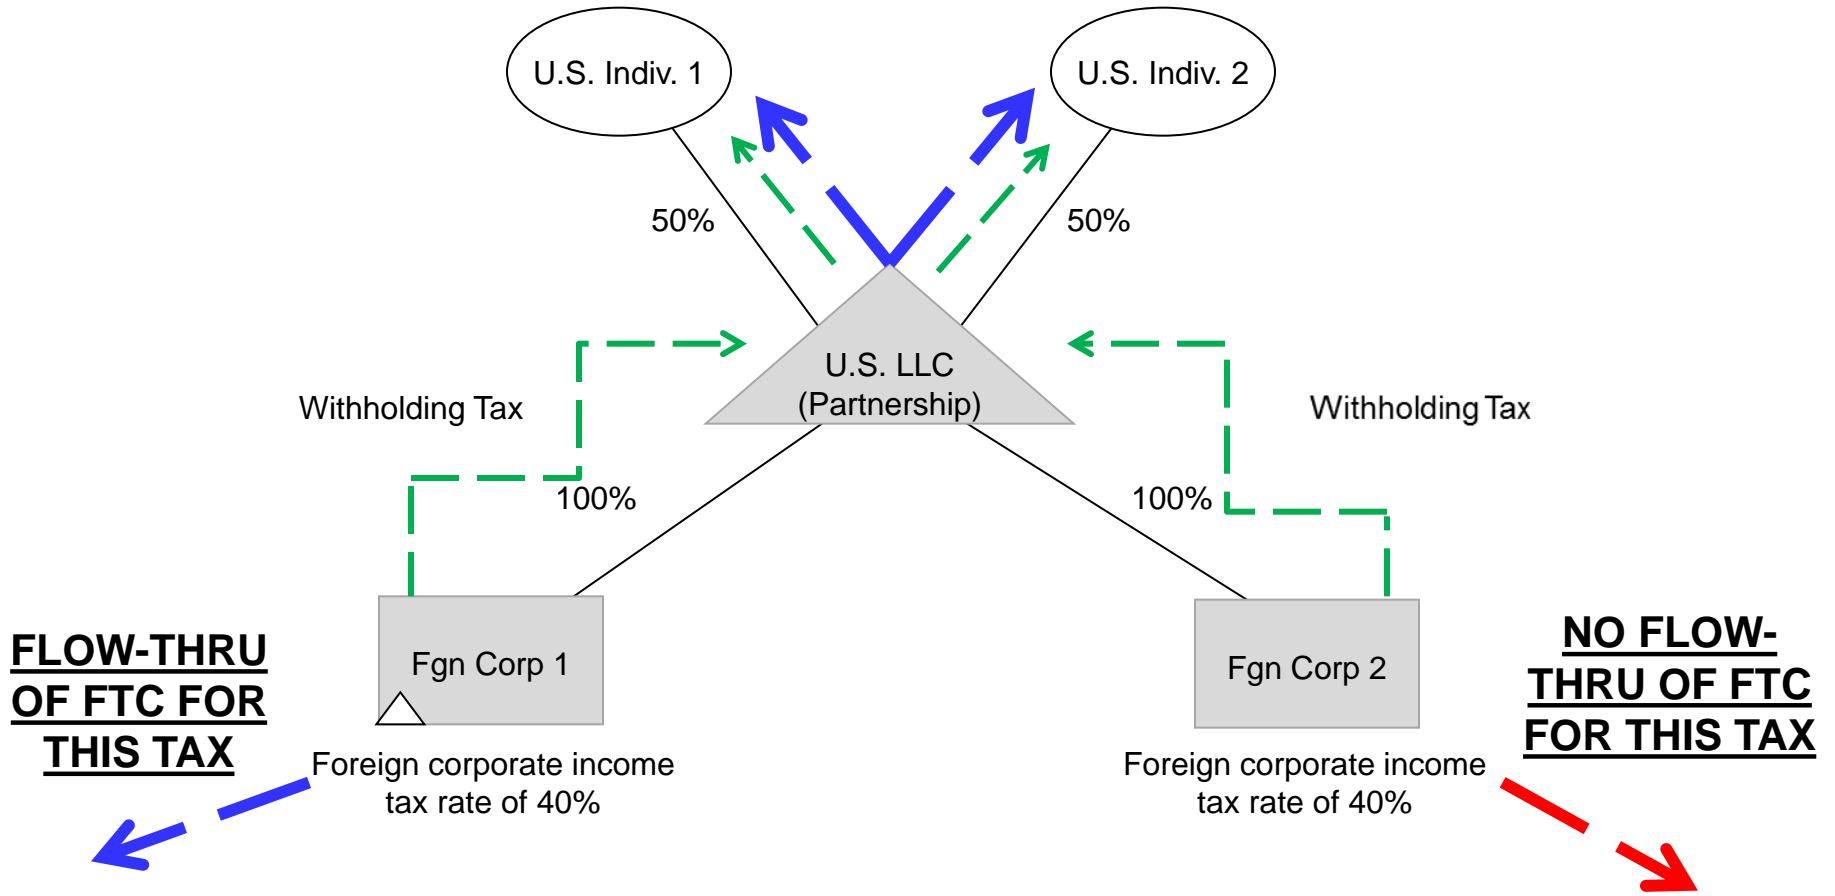 U.S. Indiv. 1
U.S. Indiv. 2
50%
50%
U.S. LLC
(Partnership)
Withholding Tax
Withholding Tax
100%
100%
FLOW-THRU
OF FTC FOR
THIS TAX
Fgn Corp 1
Fgn Corp 2
NO FLOW-
THRU OF FTC
FOR THIS TAX
Foreign corporate income
tax rate of 40%
Foreign corporate income
tax rate of 40%